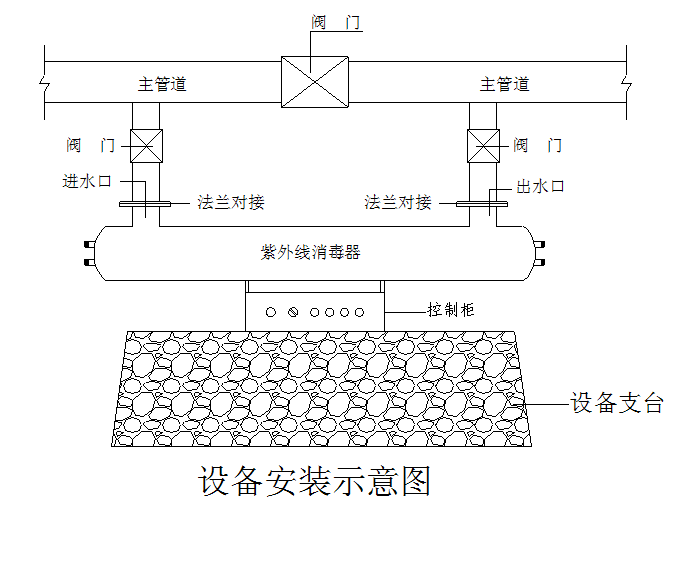 阀 门
主管道 主管道
阀 门 阀 门
进水口 出水口
法兰对接 法兰对接
紫外线消毒器
控制柜
设备支台
设备安装示意图